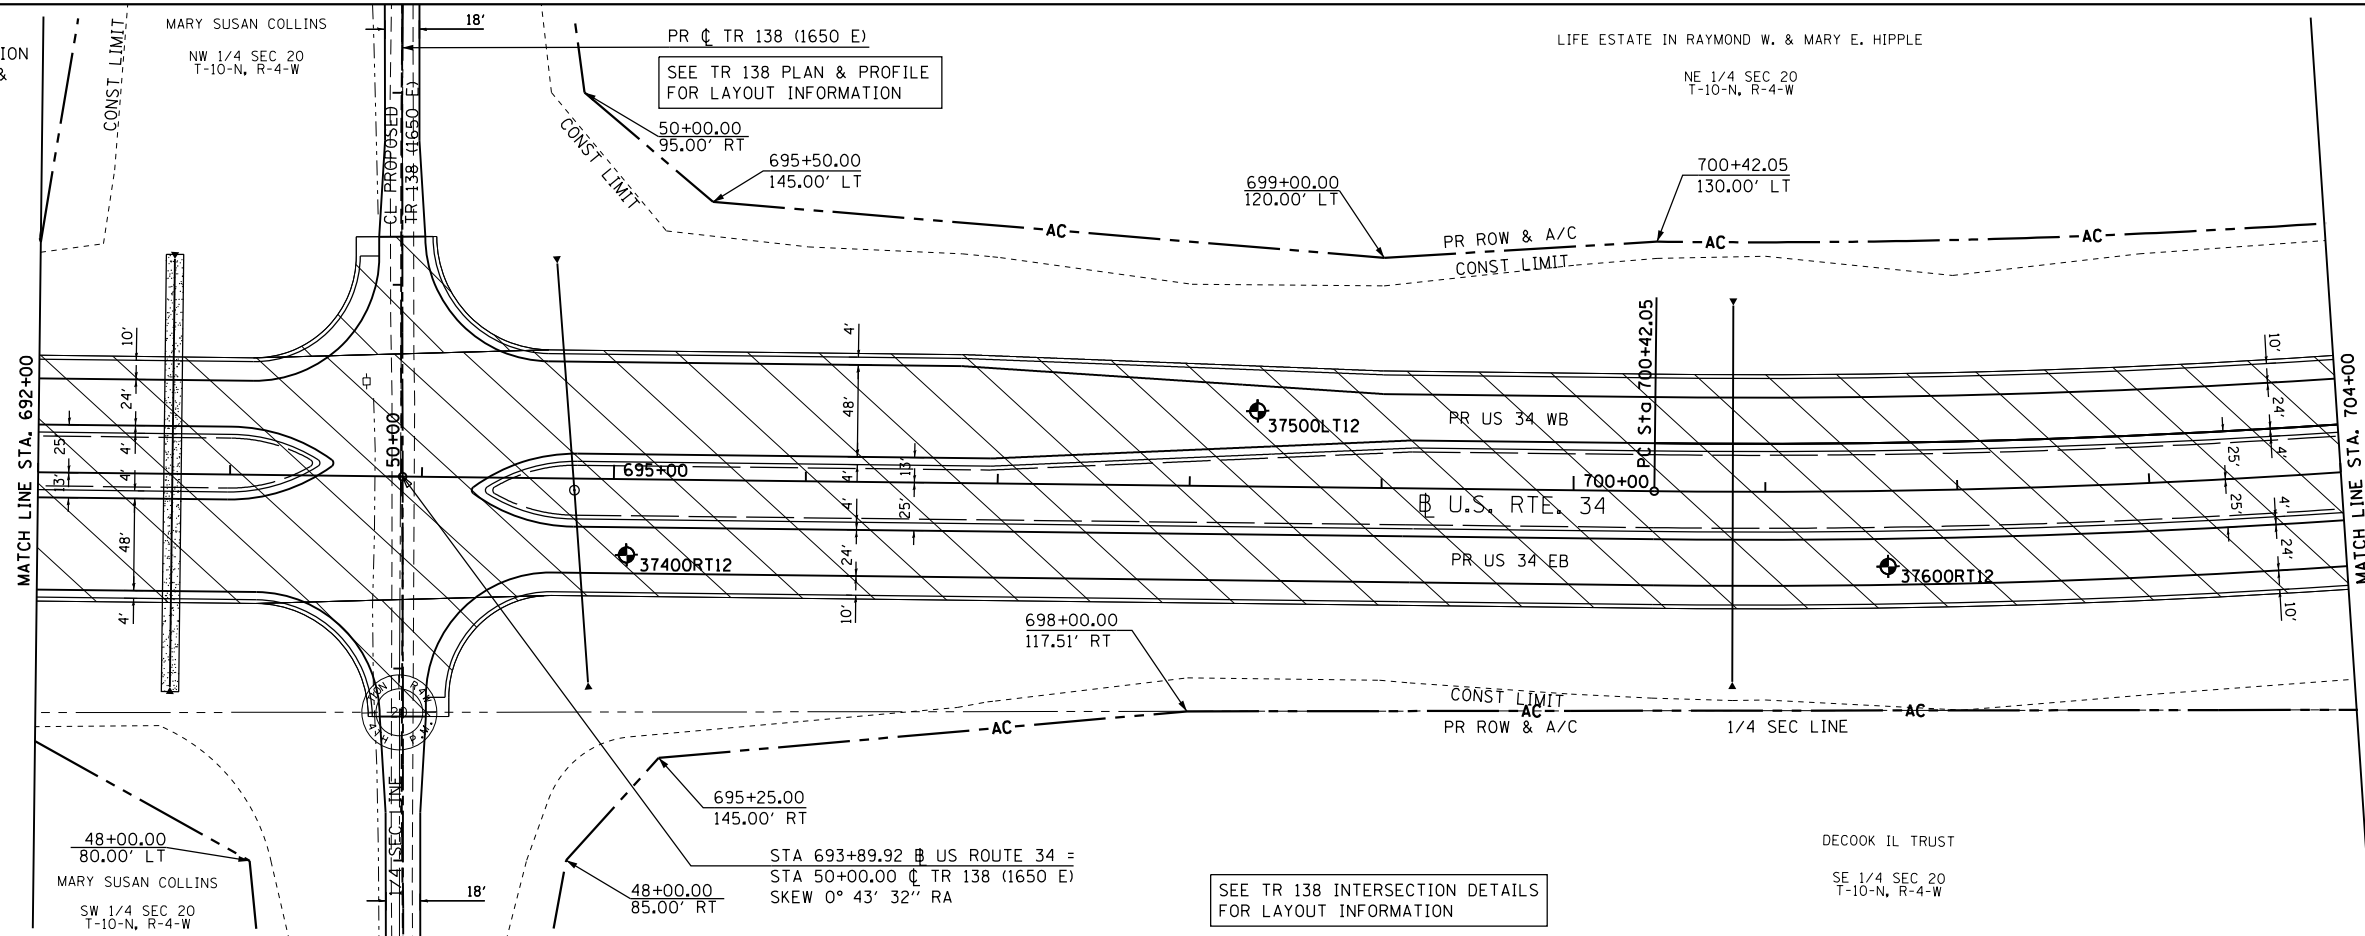 MARY SUSAN COLLINS
NW 1/4 SEC 20
T-10-N, R-4-W
ION
&
CONST LIMIT
18'
PR ℄ TR 138 (1650 E)
SEE TR 138 PLAN & PROFILE
FOR LAYOUT INFORMATION
CL PROPOSED
TR 138 (1650 E)
50+00.00
95.00' RT
CONST LIMIT
695+50.00
145.00' LT
LIFE ESTATE IN RAYMOND W. & MARY E. HIPPLE
NE 1/4 SEC 20
T-10-N, R-4-W
699+00.00
120.00' LT
700+42.05
130.00' LT
AC
PR ROW & A/C
AC
AC
CONST LIMIT
MATCH LINE STA. 692+00
10'
24'
25'
4'
4'
13'
48'
4'
50+00
695+00
4'
48'
13'
4'
4'
25'
24'
10'
37500LT12
37400RT12
37600RT12
PR US 34 WB
PC Sta 700+42.05
700+00
U.S. RTE. 34
PR US 34 EB
10'
24'
4'
25'
25'
4'
24'
10'
MATCH LINE STA. 704+00
698+00.00
117.51' RT
CONST LIMIT
AC
AC
AC
PR ROW & A/C
1/4 SEC LINE
20
1/4 SEC LINE
695+25.00
145.00' RT
48+00.00
80.00' LT
MARY SUSAN COLLINS
SW 1/4 SEC 20
T-10-N, R-4-W
18'
48+00.00
85.00' RT
STA 693+89.92 B US ROUTE 34 =
STA 50+00.00 ℄ TR 138 (1650 E)
SKEW 0° 43' 32'' RA
SEE TR 138 INTERSECTION DETAILS
FOR LAYOUT INFORMATION
DECOOK IL TRUST
SE 1/4 SEC 20
T-10-N, R-4-W